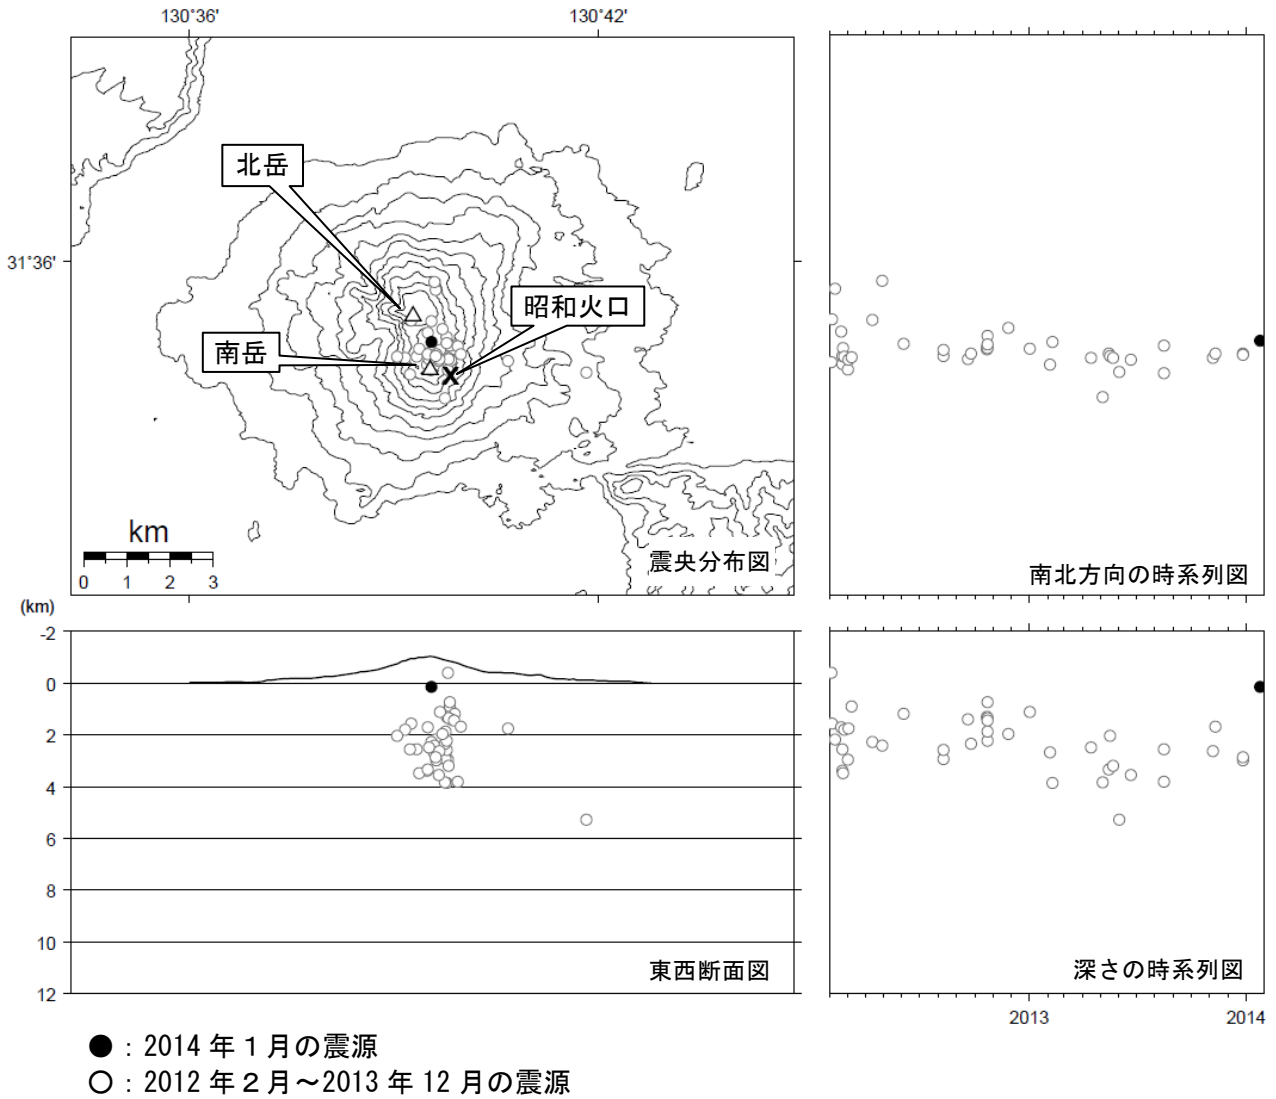 130°36'
130°42'
31°36'
北岳
昭和火口
南岳
X
km
0 1 2 3
震央分布図
南北方向の時系列図
(km)
-2
0
2
4
6
8
10
12
東西断面図
深さの時系列図
2013
2014
●：2014 年 1 月の震源
○：2012 年 2 月～2013 年 12 月の震源